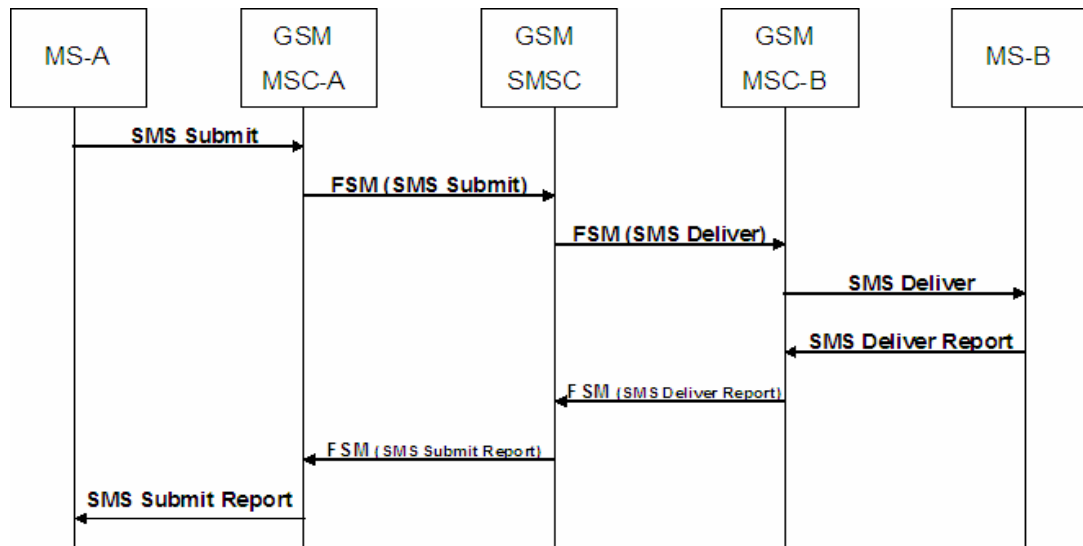 MS-A
GSM
MSC-A
GSM
SMSC
GSM
MSC-B
MS-B
SMS Submit
FSM (SMS Submit)
FSM (SMS Deliver)
SMS Deliver
SMS Deliver Report
FSM (SMS Deliver Report)
FSM (SMS Submit Report)
SMS Submit Report